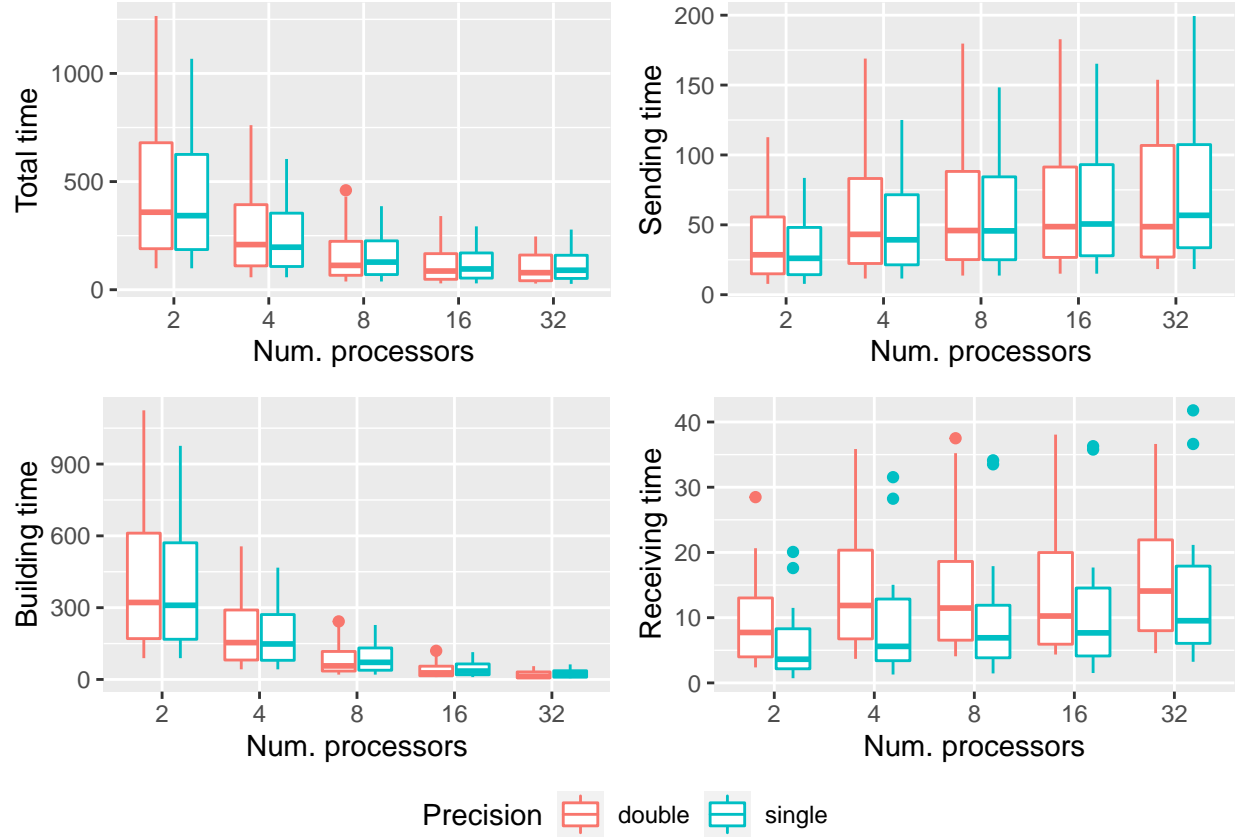 Total time
1000
500
0
2 4 8 16 32
Num. processors
Sending time
200
150
100
50
0
2 4 8 16 32
Num. processors
Building time
900
600
300
0
2 4 8 16 32
Num. processors
Receiving time
40
30
20
10
0
2 4 8 16 32
Num. processors
Precision double single